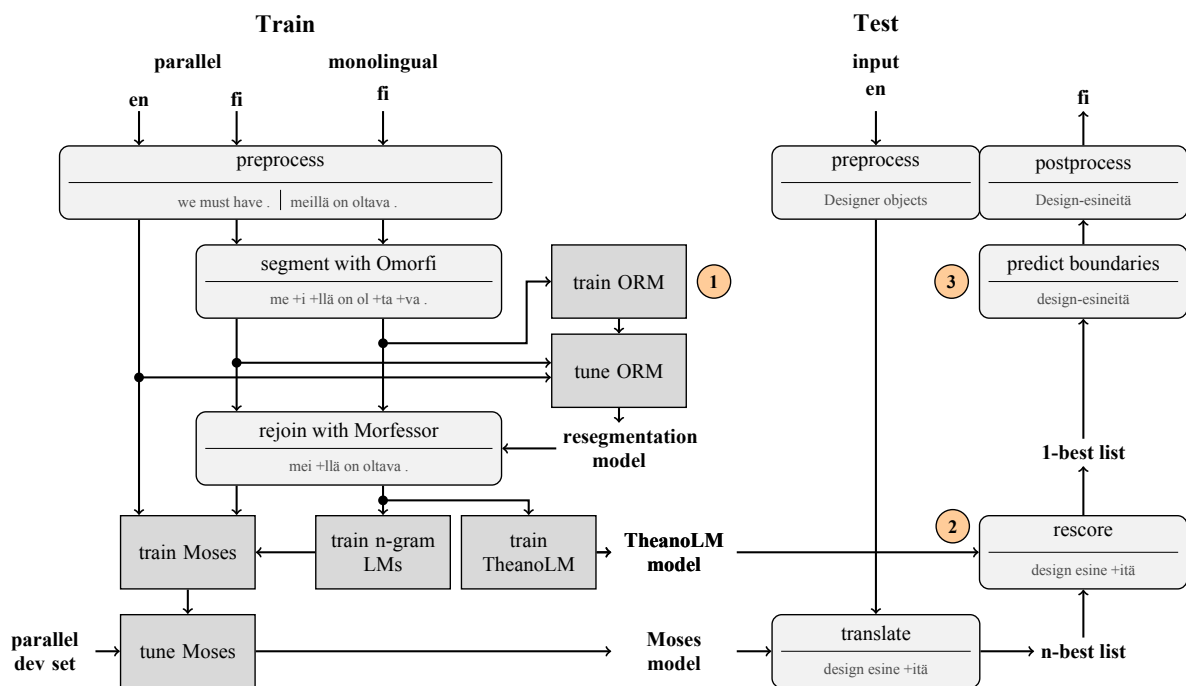 Train
Test
parallel
monolingual
input
en
fi
fi
en
fi
preprocess
we must have . | meillä on oltava .
preprocess
Designer objects
postprocess
Design-esineitä
segment with Omorfi
me +i +llä on ol +ta +va .
train ORM
1
3
predict boundaries
design-esineitä
tune ORM
rejoin with Morfessor
mei +llä on oltava .
resegmentation
model
1-best list
train Moses
train n-gram
LMs
train
TheanoLM
TheanoLM
model
2
rescore
design esine +itä
parallel
dev set
tune Moses
Moses
model
translate
design esine +itä
n-best list